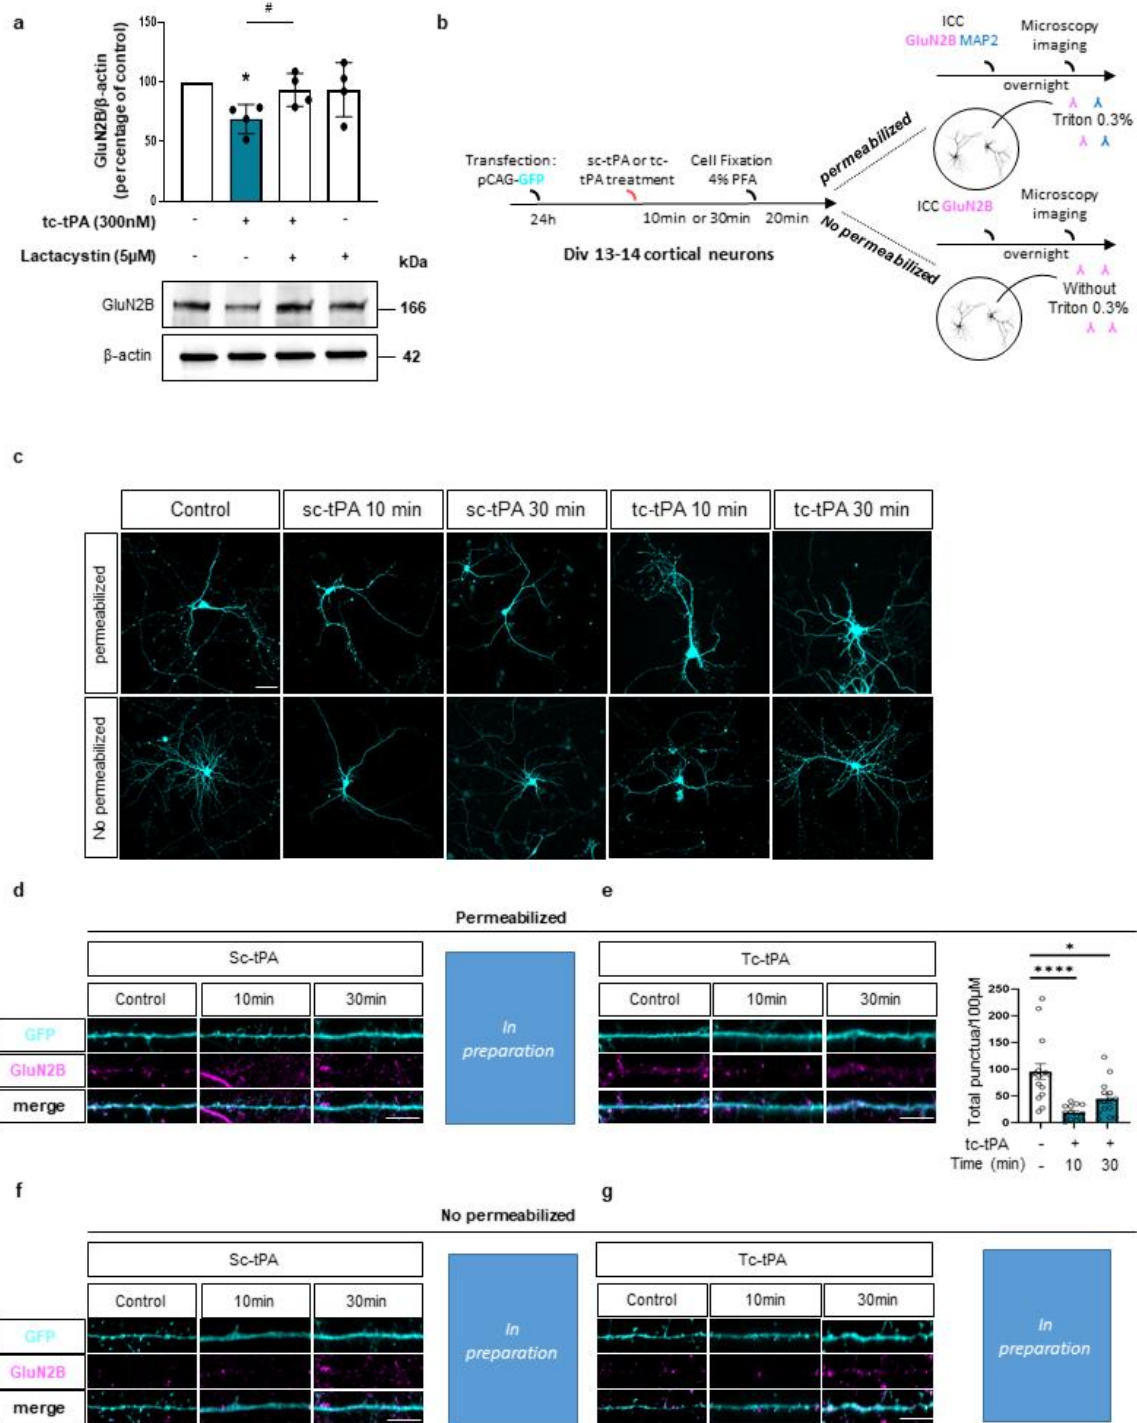 a
#
150
100
50
0
*
GluN2B/β-actin
(percentage of control)
tc-tPA (300nM) - + + -
Lactacystin (5µM) - - + +
kDa
GluN2B 166
β-actin 42
b
Transfection :
pCAG-GFP
sc-tPA or tc-
tPA treatment
Cell Fixation
4% PFA
24h 10min or 30min 20min
Div 13-14 cortical neurons
permeabilized
No permeabilized
ICC
GluN2B MAP2
Microscopy
imaging
overnight
Triton 0.3%
ICC GluN2B
Microscopy
imaging
overnight
Without
Triton 0.3%
c
Control sc-tPA 10 min sc-tPA 30 min tc-tPA 10 min tc-tPA 30 min
permeabilized
No permeabilized
d
e
Permeabilized
Sc-tPA
Control 10min 30min
GFP
GluN2B
merge
In
preparation
Tc-tPA
Control 10min 30min
*
****
Total punctua/100µM
250
200
150
100
50
0
tc-tPA - + +
Time (min) - 10 30
f
g
No permeabilized
Sc-tPA
Control 10min 30min
GFP
GluN2B
merge
In
preparation
Tc-tPA
Control 10min 30min
In
preparation